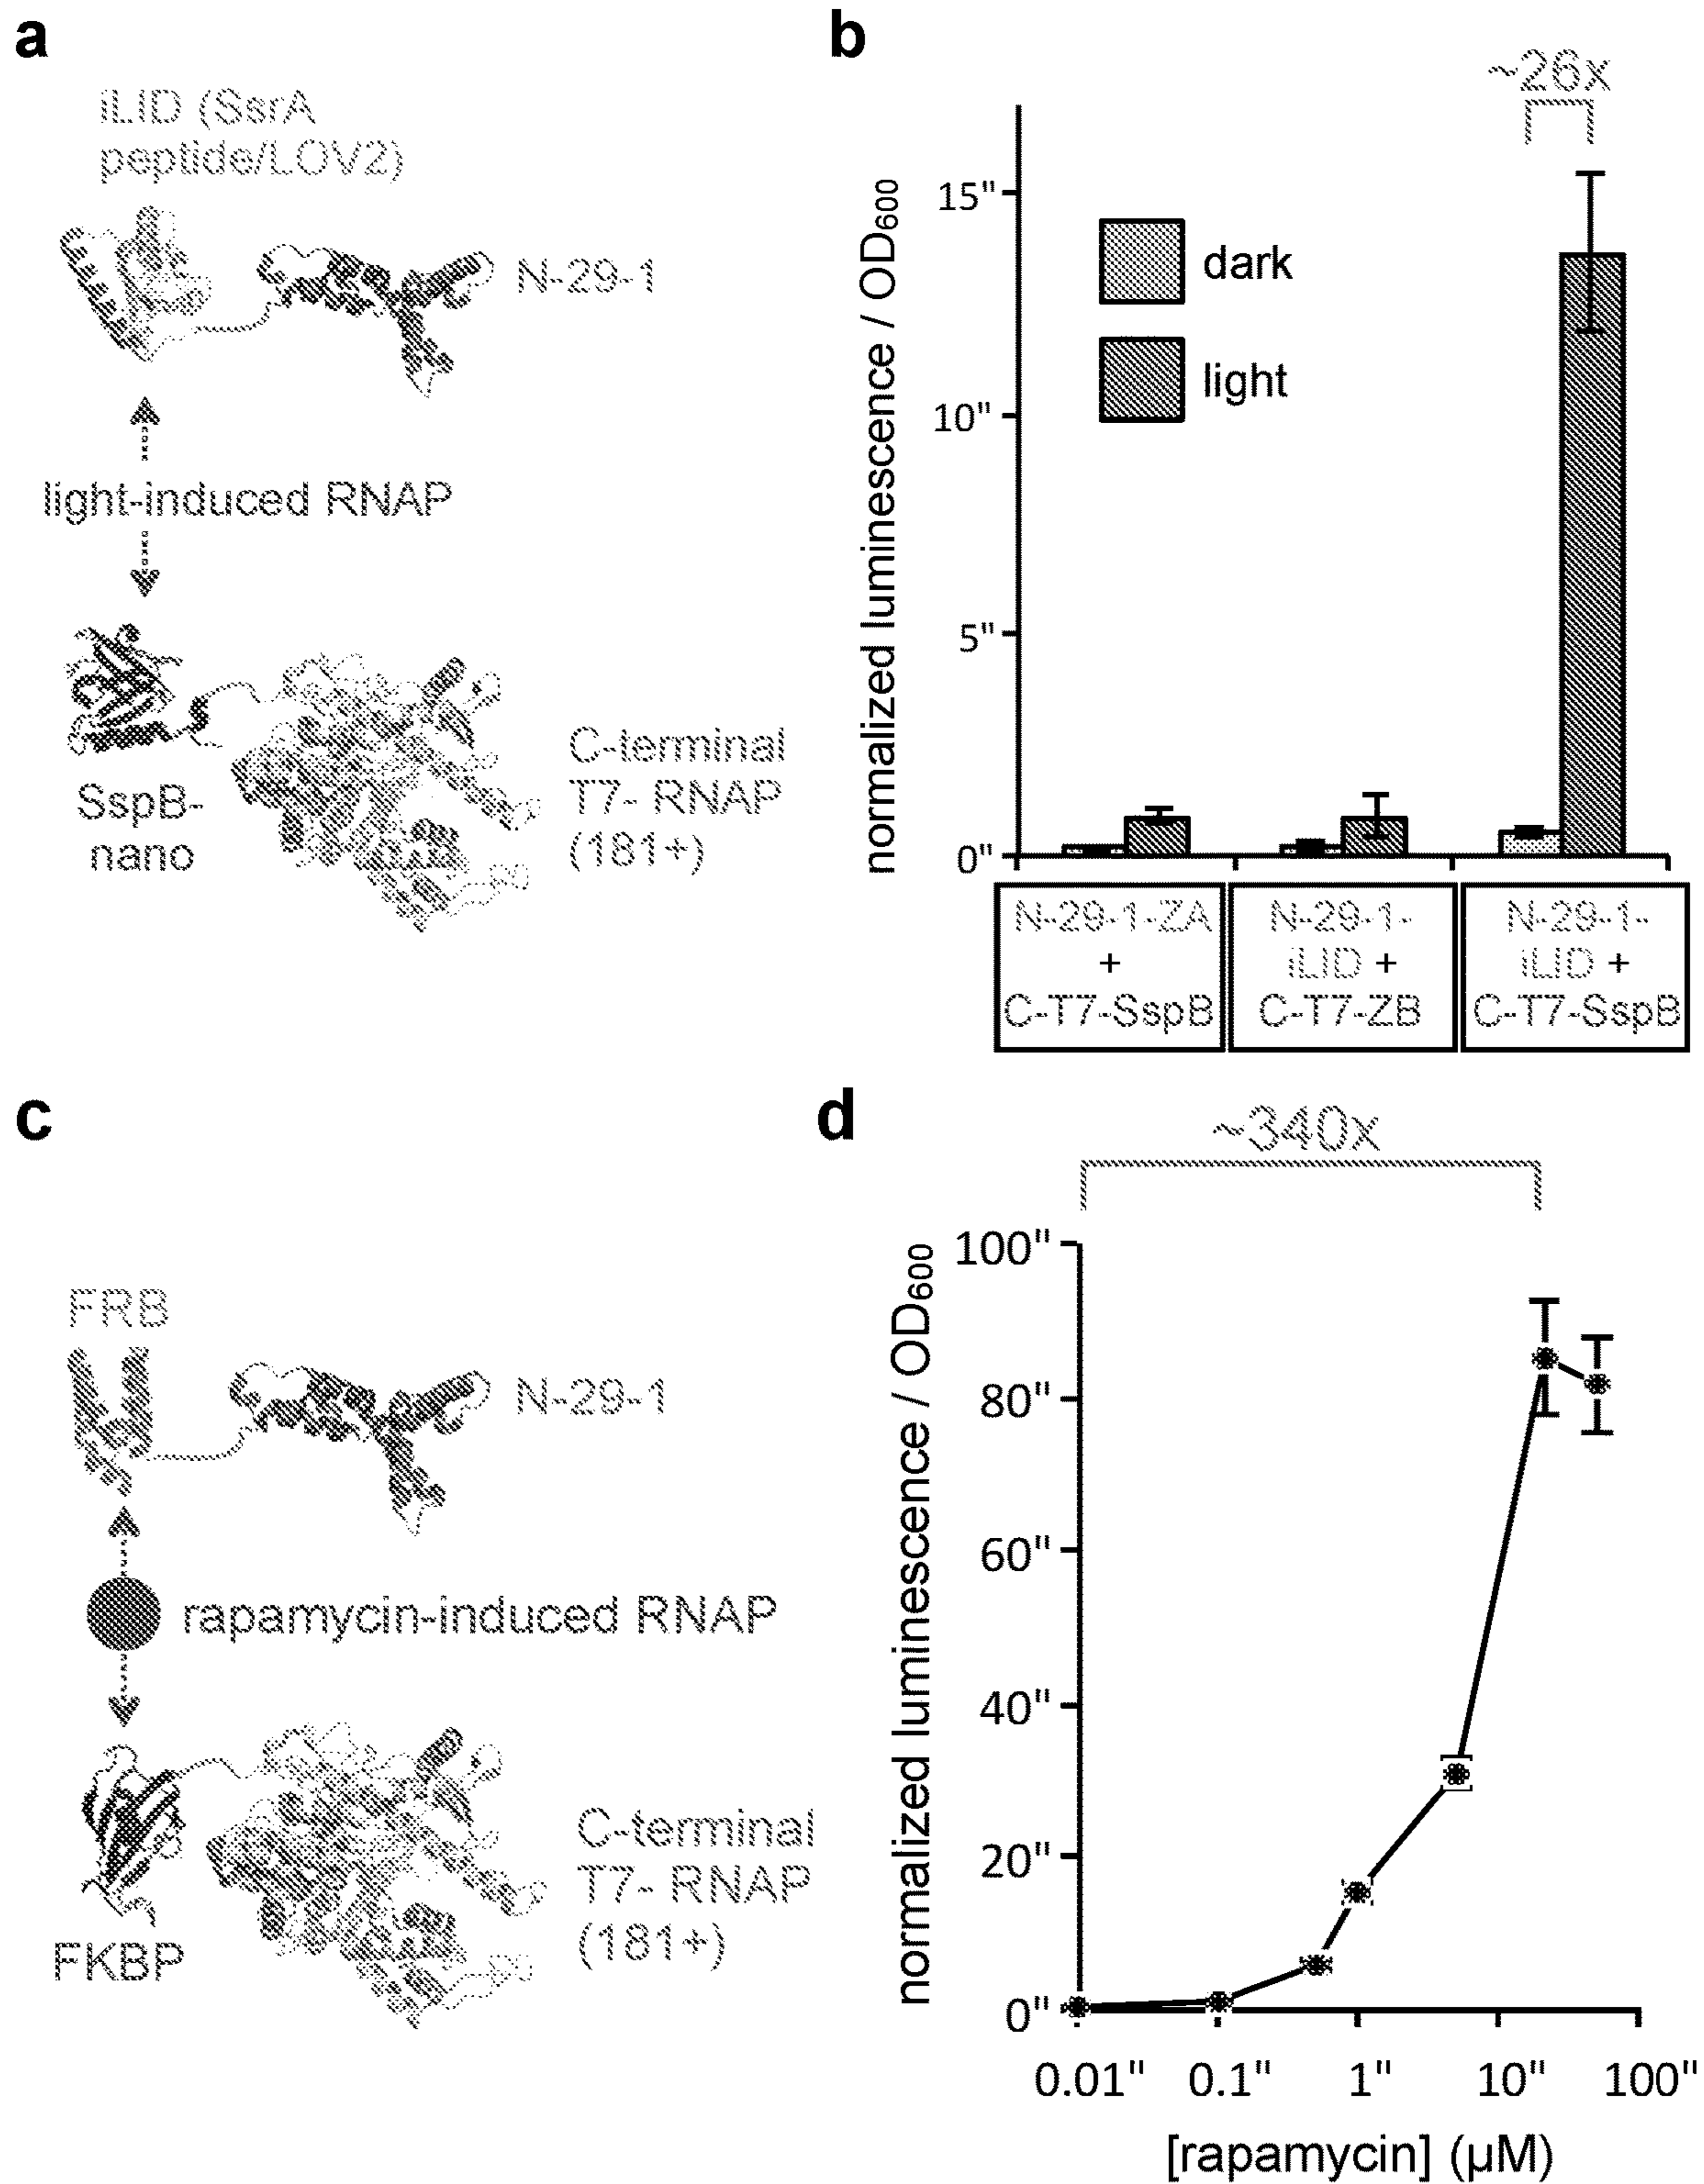 a
iLID (SsrA
peptide/LOV2)
N-29-1
light-induced RNAP
SspB-
nano
C-terminal
T7- RNAP
(181+)
b
~26x
normalized luminescence / OD600
15"
10"
5"
0"
dark
light
N-29-1-ZA
+
C-T7-SspB
N-29-1-
iLID +
C-T7-ZB
N-29-1-
iLID +
C-T7-SspB
c
FRB
N-29-1
rapamycin-induced RNAP
FKBP
C-terminal
T7- RNAP
(181+)
d
~340x
normalized luminescence / OD600
100"
80"
60"
40"
20"
0"
0.01" 0.1" 1" 10" 100"
[rapamycin] (µM)